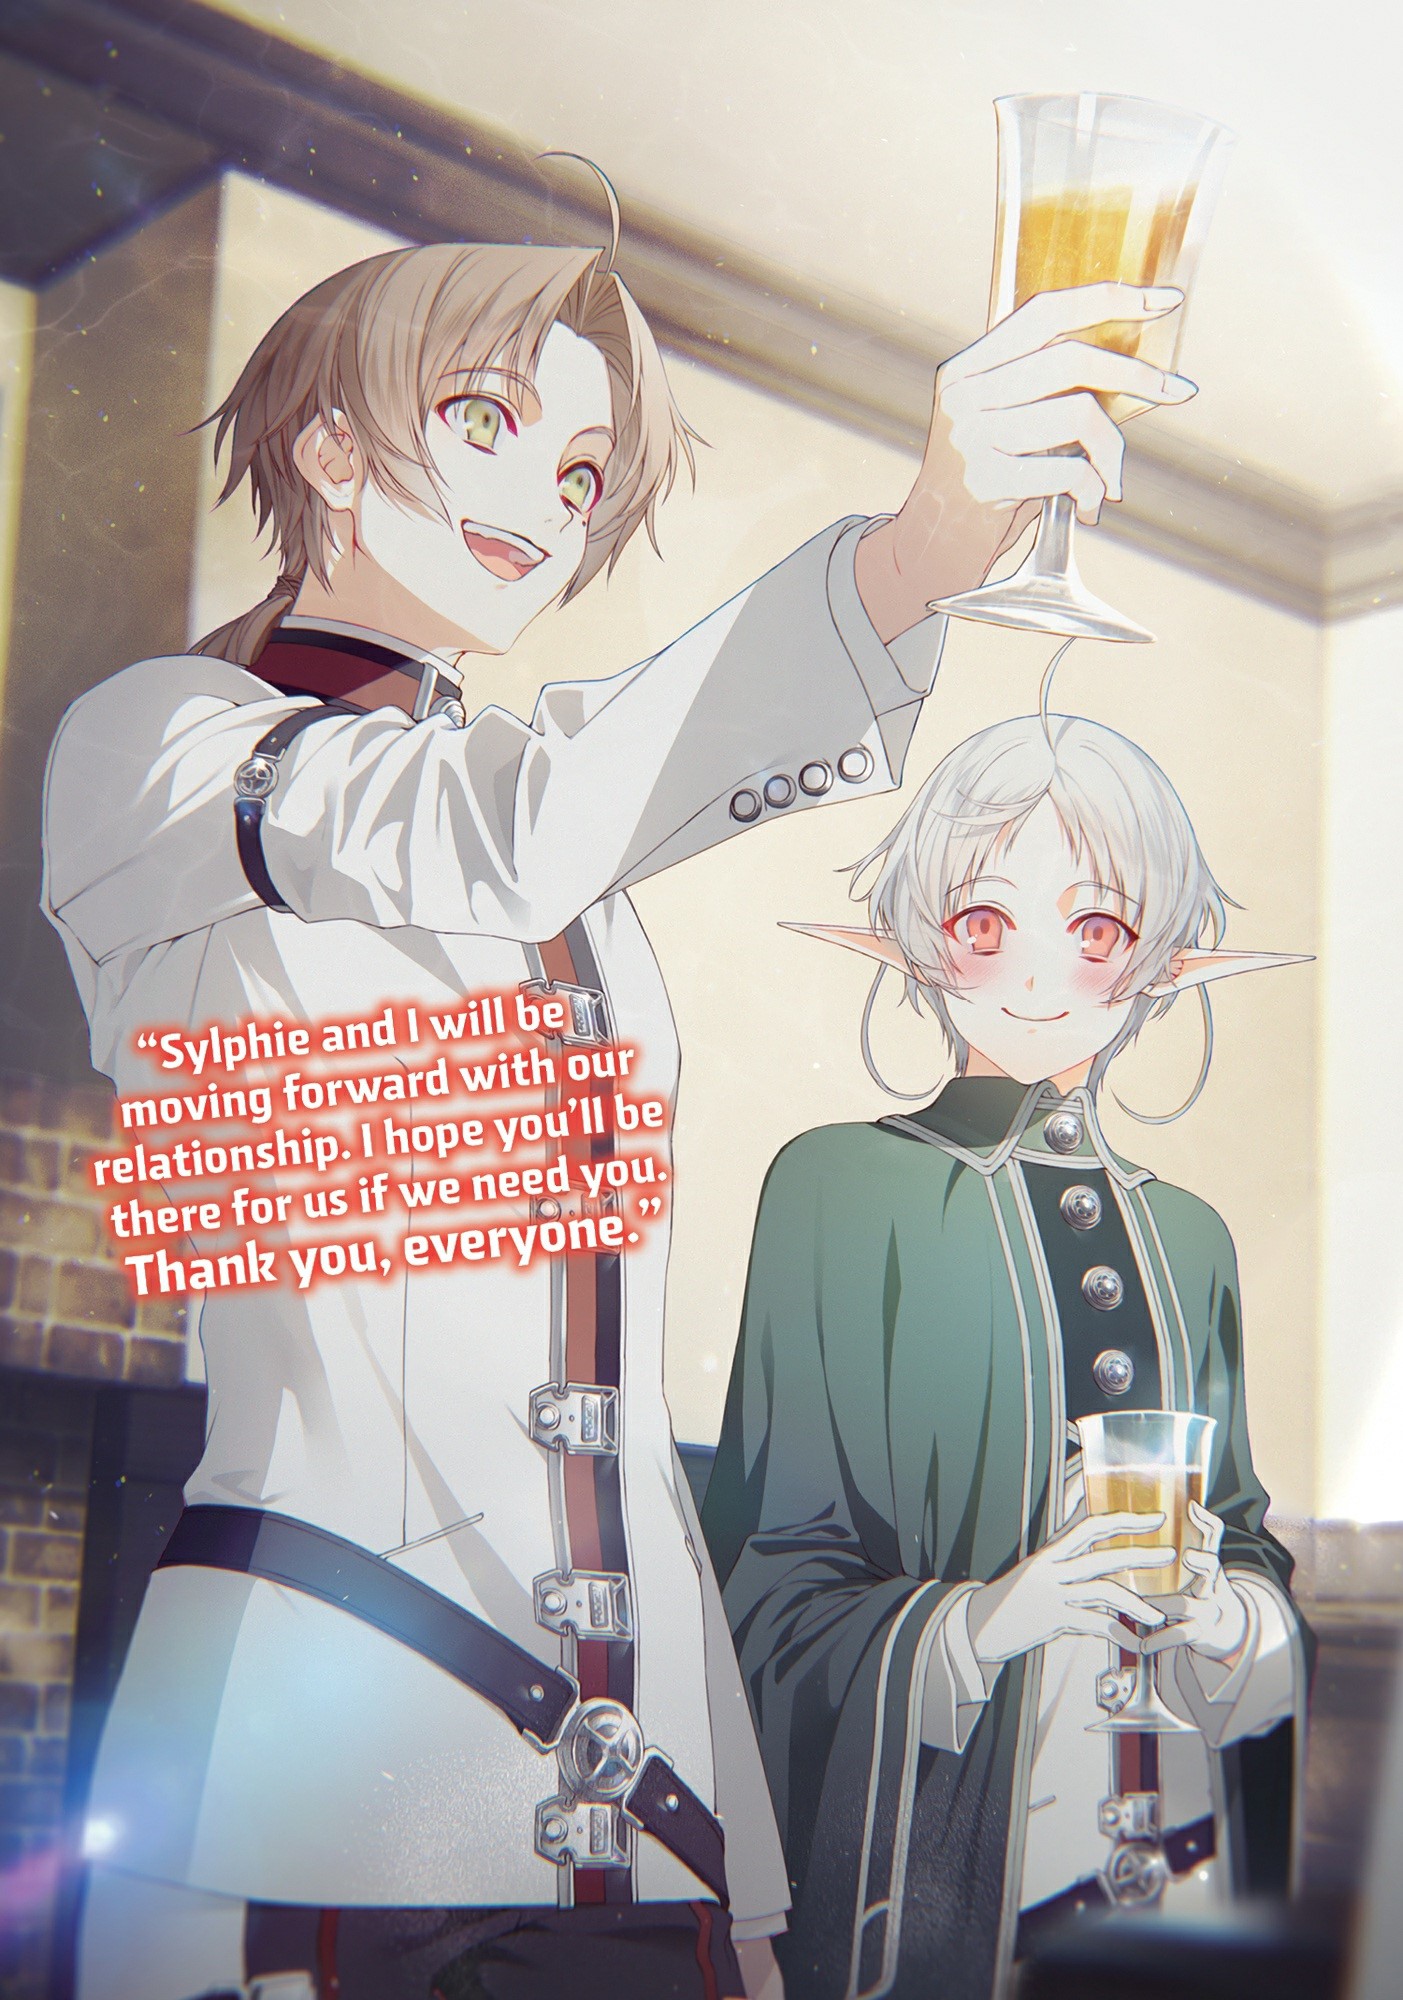 “Sylphie and I will be
moving forward with our
relationship. I hope you’ll be
there for us if we need you.
Thank you, everyone.”